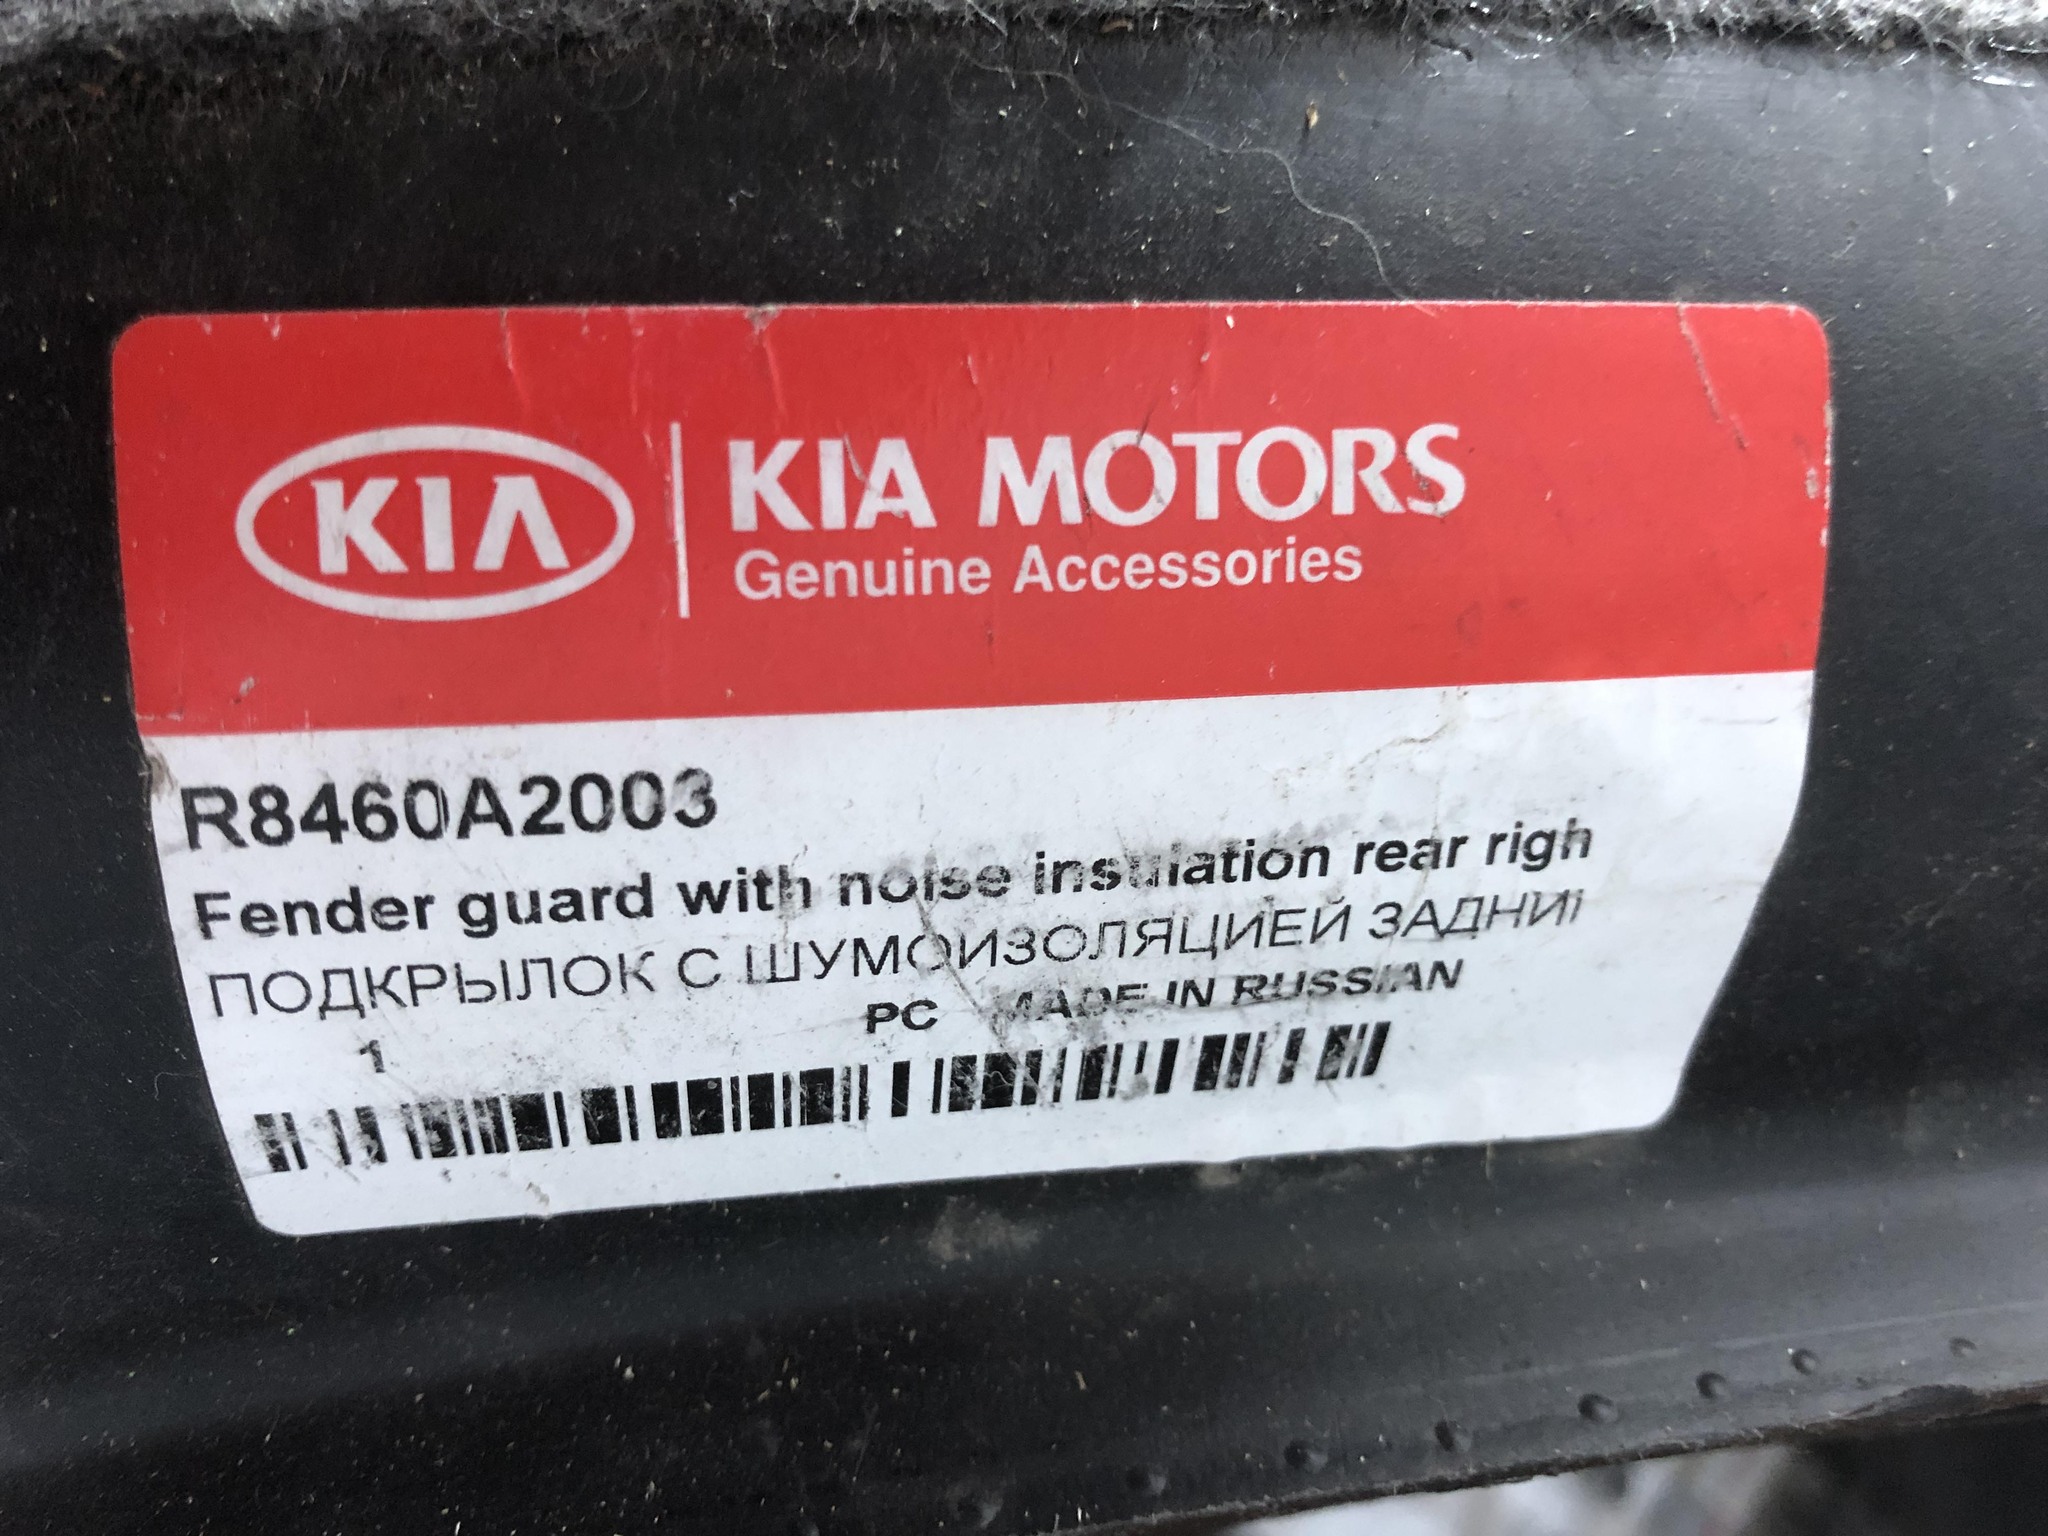 KIA
KIA MOTORS
Genuine Accessories
R8460A2003
Fender guard with noise insulation rear righ
ПОДКРЫЛОК С ШУМОИЗОЛЯЦИЕЙ ЗАДНИЙ
PC MADE IN RUSSIAN
1